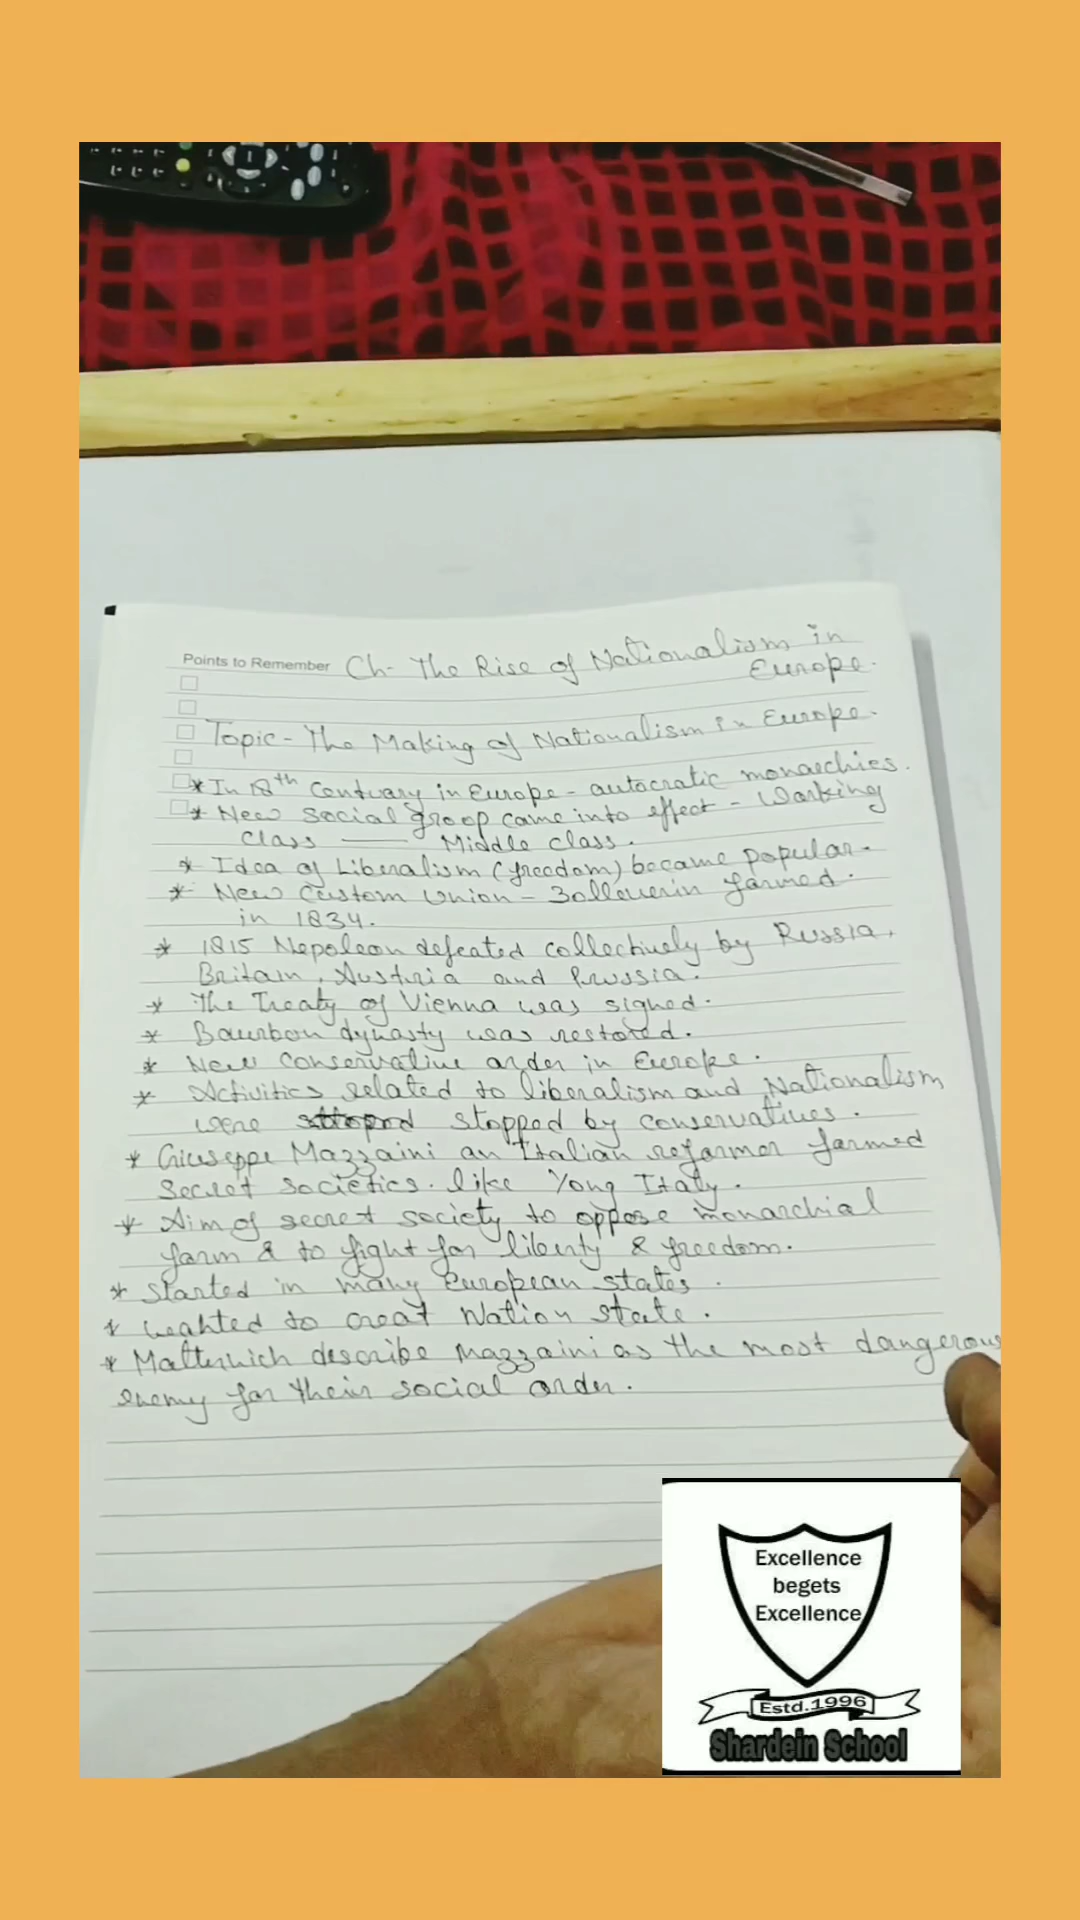 Points to Remember Ch- The Rise of Nationalism in
Europe.
Topic - The Making of Nationalism in Europe.
* In 18th Centuary in Europe - autocratic monarchies.
* New Social groop came into effect - Working
Class —— Middle class.
* Idea of Liberalism (freedom) became popular.
* New Custom Union - Zolleverin formed.
in 1834.
* 1815 Nepoleon defeated collectively by Russia,
Britain, Austria and Prussia.
* The Treaty of Vienna was signed.
* Bourbon dynasty was restored.
* New Conservative order in Europe.
* Activities related to liberalism and Nationalism
were stopped by conservatives.
* Giuseppe Mazzaini an Italian reformer formed
Secret societies. like Yong Italy.
* Aim of secret society to oppose monarchial
form & to fight for liberty & freedom.
* Started in many European states.
* wanted to creat Nation state.
* Matternich describe Mazzaini as the most dangerous
enemy for their social order.
Excellence
begets
Excellence
Estd.1996
Shardein School